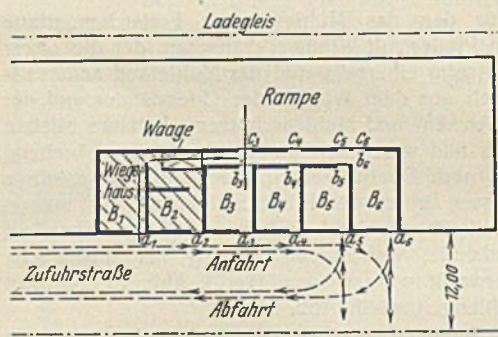 Ladegleis
Rampe
Waage
c₃ c₄ c₅ c₆
b₆
Wiege-
haus
b₃ b₄ b₅
B₁ B₂ B₃ B₄ B₅ B₆
a₁ a₂ a₃ a₄ a₅ a₆
Zufuhrstraße
Anfahrt
Abfahrt
12,00